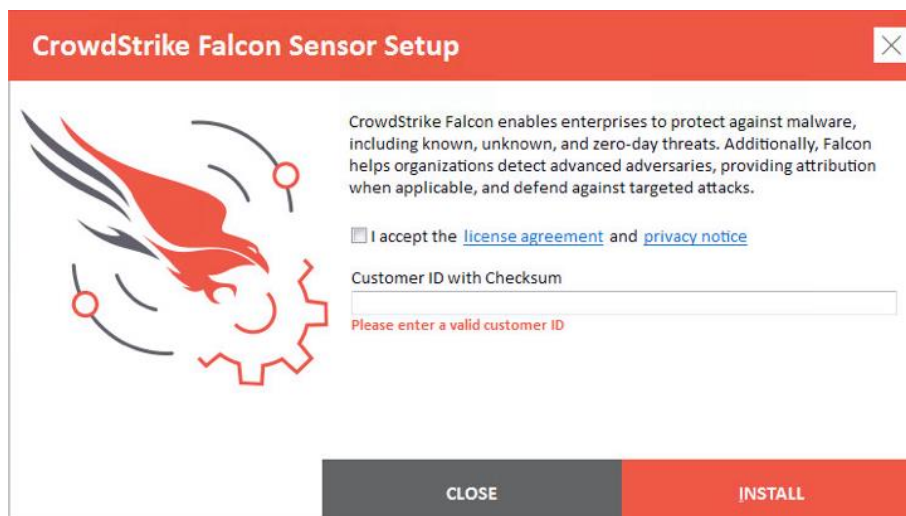 CrowdStrike Falcon Sensor Setup
CrowdStrike Falcon enables enterprises to protect against malware,
including known, unknown, and zero-day threats. Additionally, Falcon
helps organizations detect advanced adversaries, providing attribution
when applicable, and defend against targeted attacks.
I accept the license agreement and privacy notice
Customer ID with Checksum
Please enter a valid customer ID
CLOSE
INSTALL